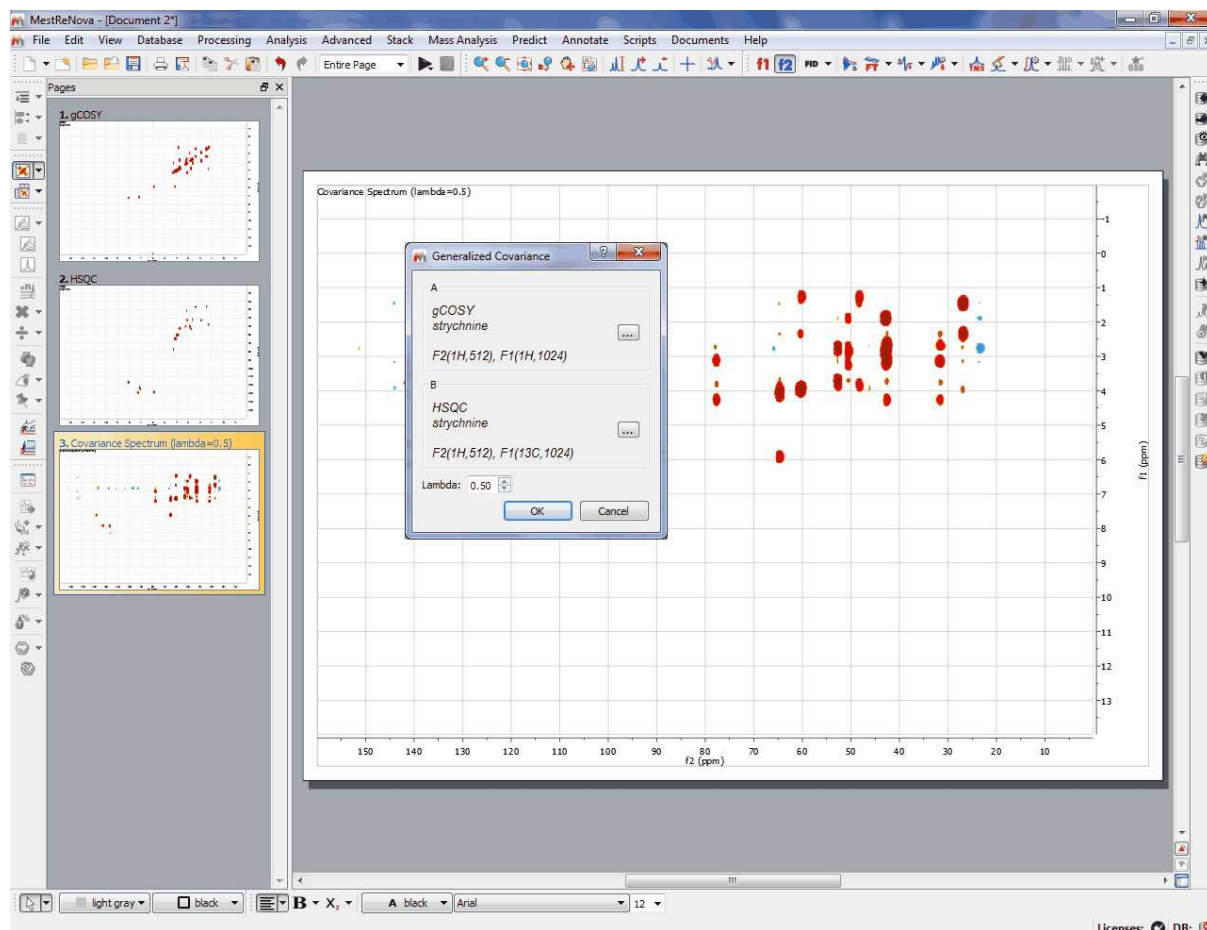 MestReNova - [Document 2*]
File Edit View Database Processing Analysis Advanced Stack Mass Analysis Predict Annotate Scripts Documents Help
Entire Page
f1 f2 FID
Pages
1. gCOSY
2. HSQC
3. Covariance Spectrum (lambda=0.5)
Covariance Spectrum (lambda=0.5)
Generalized Covariance
A
gCOSY
strychnine
...
F2(1H,512), F1(1H,1024)
B
HSQC
strychnine
...
F2(1H,512), F1(13C,1024)
Lambda: 0.50
OK Cancel
-1
0
1
2
3
4
5
6
7
8
9
10
11
12
13
f1 (ppm)
150 140 130 120 110 100 90 80 70 60 50 40 30 20 10
f2 (ppm)
light gray black B X₂ A black Arial 12
Licenses: DB: